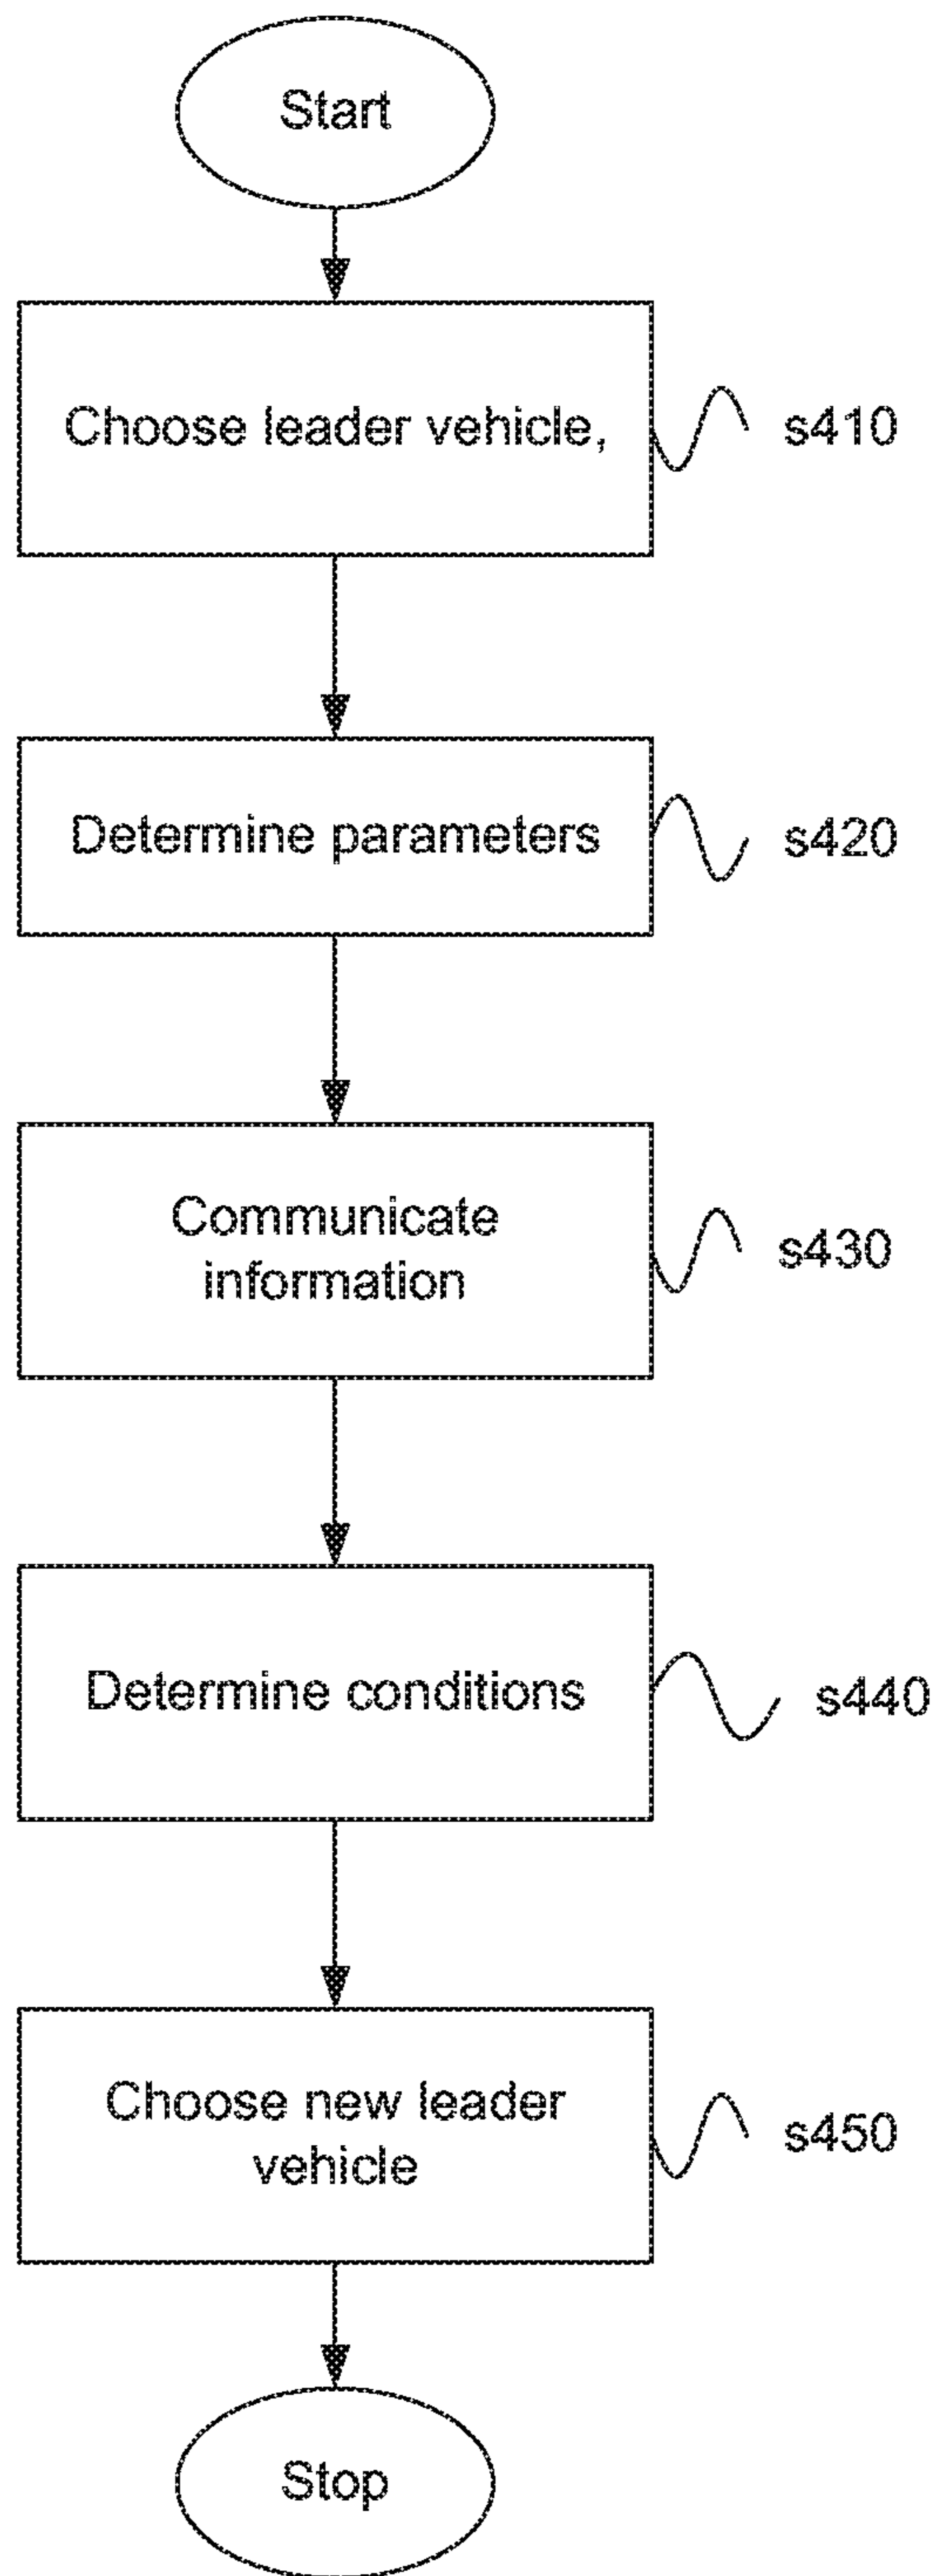 Start
Choose leader vehicle,
s410
Determine parameters
s420
Communicate
information
s430
Determine conditions
s440
Choose new leader
vehicle
s450
Stop